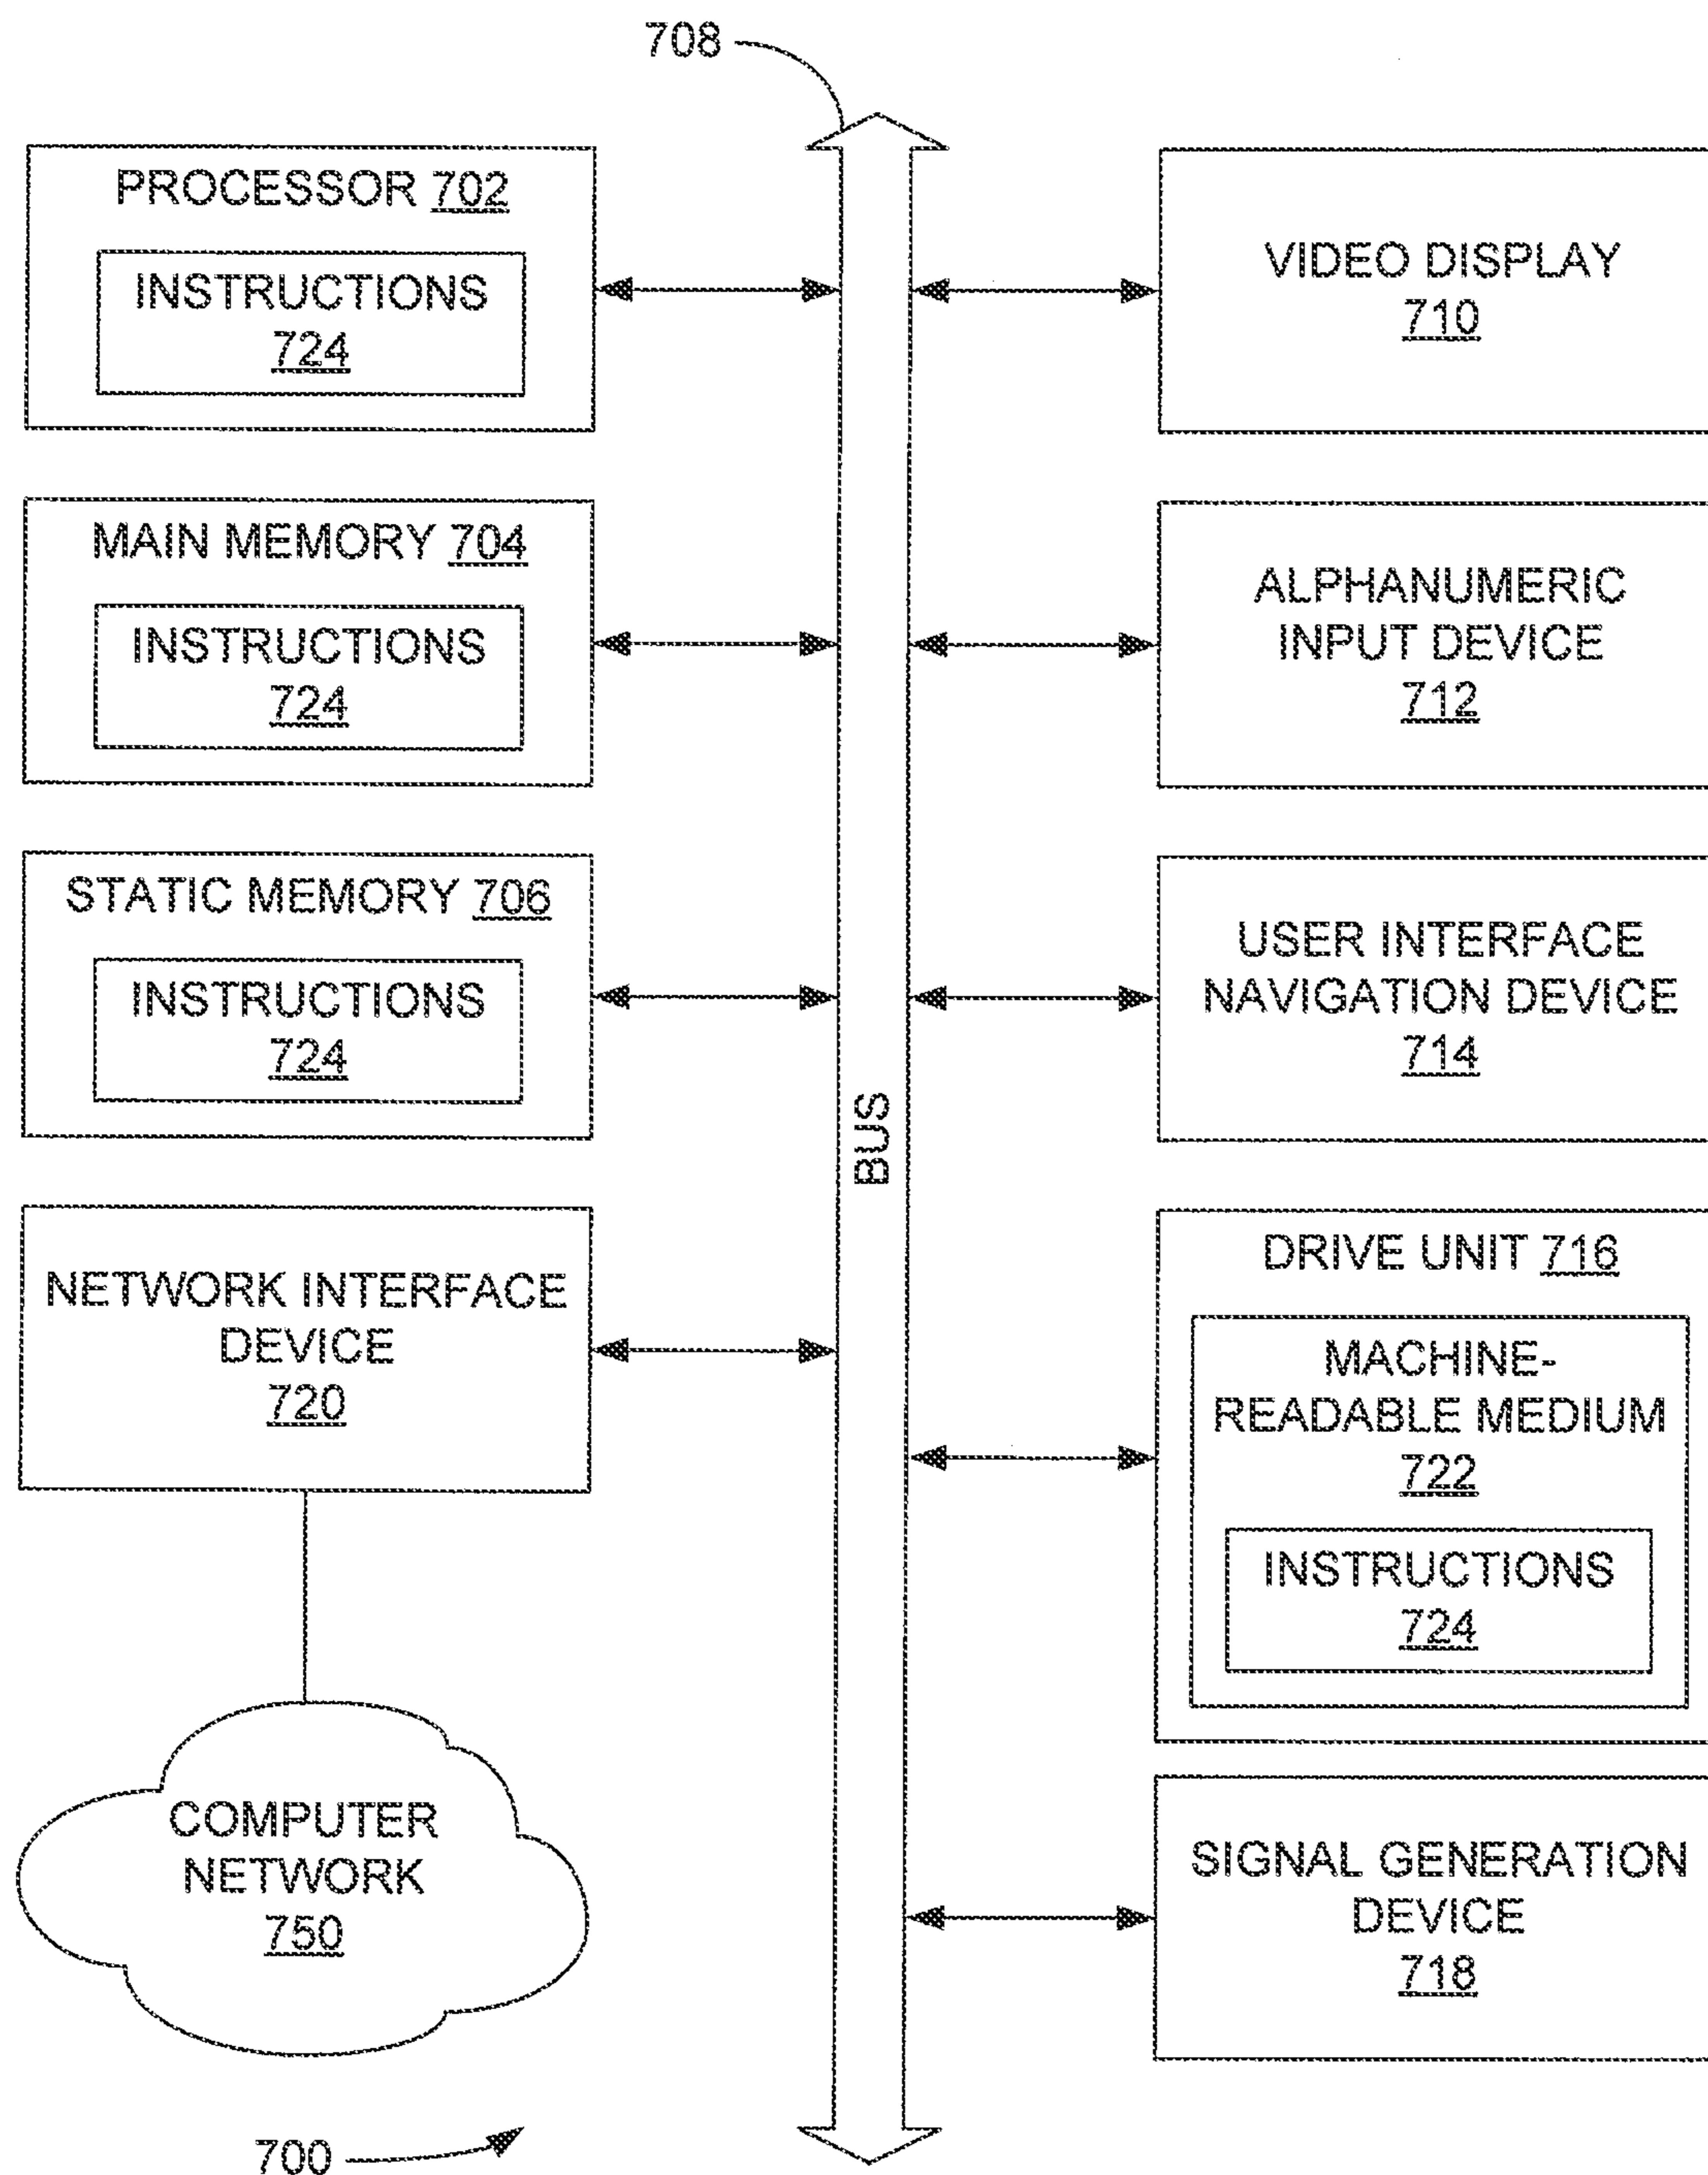 708
PROCESSOR 702
INSTRUCTIONS
724
MAIN MEMORY 704
INSTRUCTIONS
724
STATIC MEMORY 706
INSTRUCTIONS
724
NETWORK INTERFACE
DEVICE
720
COMPUTER
NETWORK
750
700
BUS
VIDEO DISPLAY
710
ALPHANUMERIC
INPUT DEVICE
712
USER INTERFACE
NAVIGATION DEVICE
714
DRIVE UNIT 716
MACHINE-
READABLE MEDIUM
722
INSTRUCTIONS
724
SIGNAL GENERATION
DEVICE
718